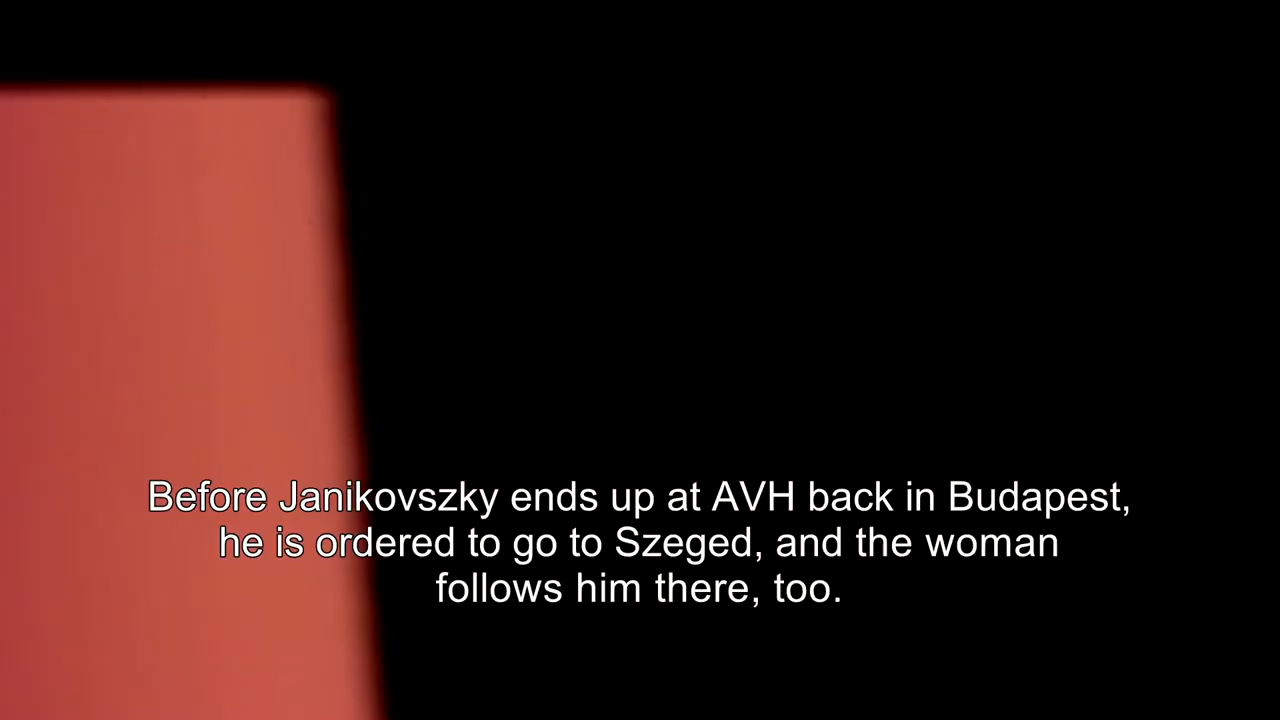 Before Janikovszky ends up at AVH back in Budapest,
he is ordered to go to Szeged, and the woman
follows him there, too.